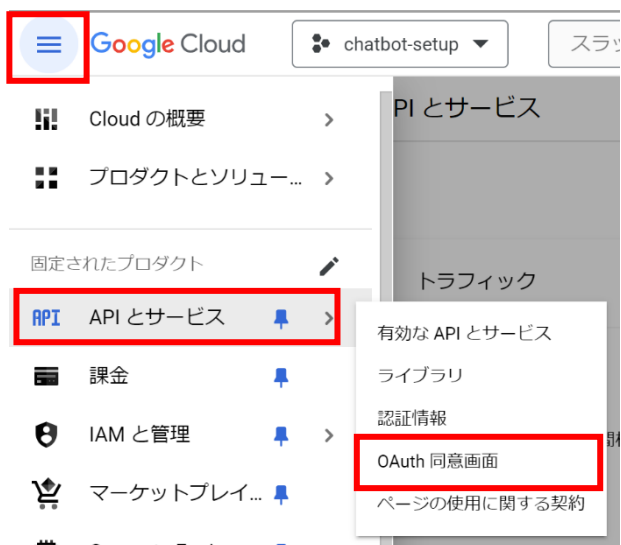 Google Cloud
chatbot-setup
スラッ
Cloud の概要
PI とサービス
プロダクトとソリュー...
固定されたプロダクト
トラフィック
API
API とサービス
有効な API とサービス
課金
ライブラリ
認証情報
IAM と管理
OAuth 同意画面
マーケットプレイ...
ページの使用に関する契約